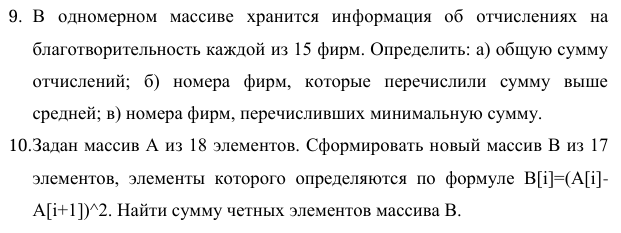 9. В одномерном массиве хранится информация об отчислениях на
благотворительность каждой из 15 фирм. Определить: а) общую сумму
отчислений; б) номера фирм, которые перечислили сумму выше
средней; в) номера фирм, перечисливших минимальную сумму.
10.Задан массив А из 18 элементов. Сформировать новый массив В из 17
элементов, элементы которого определяются по формуле B[i]=(A[i]-
A[i+1])^2. Найти сумму четных элементов массива В.